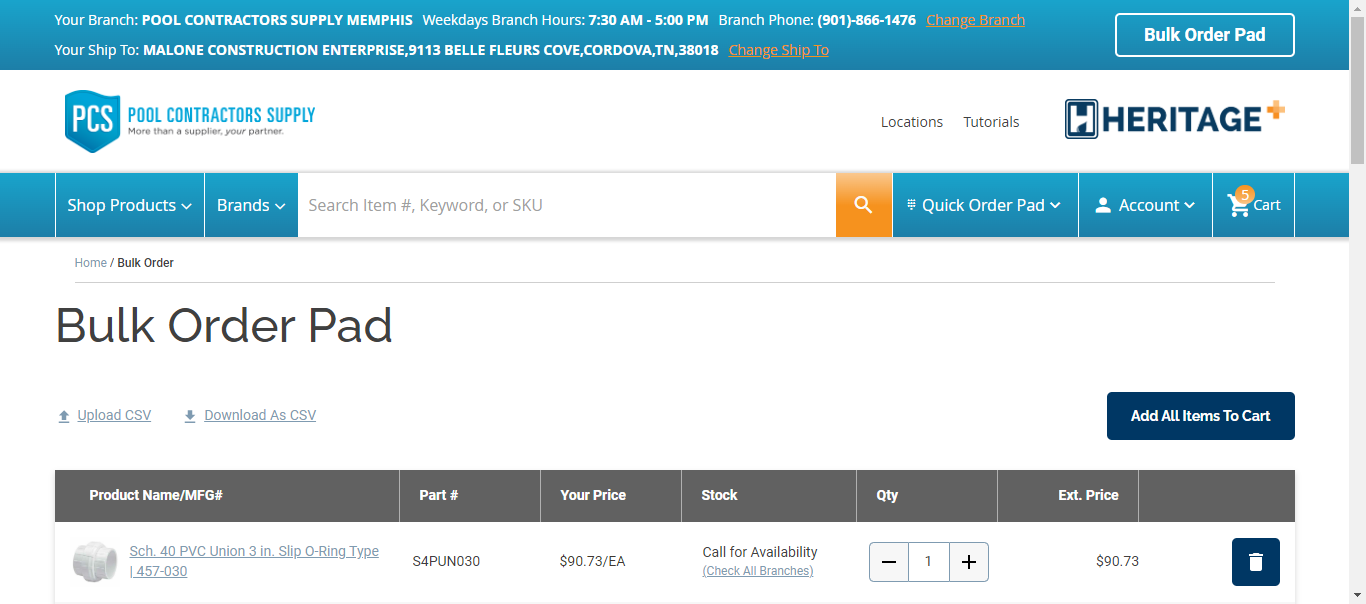 Your Branch: POOL CONTRACTORS SUPPLY MEMPHIS Weekdays Branch Hours: 7:30 AM - 5:00 PM Branch Phone: (901)-866-1476 Change Branch
Your Ship To: MALONE CONSTRUCTION ENTERPRISE,9113 BELLE FLEURS COVE,CORDOVA,TN,38018 Change Ship To
Bulk Order Pad
PCS POOL CONTRACTORS SUPPLY
More than a supplier, your partner.
Locations Tutorials
HERITAGE+
Shop Products Brands Search Item #, Keyword, or SKU Quick Order Pad Account 5 Cart
Home / Bulk Order
Bulk Order Pad
Upload CSV Download As CSV Add All Items To Cart
Product Name/MFG# Part # Your Price Stock Qty Ext. Price
Sch. 40 PVC Union 3 in. Slip O-Ring Type
| 457-030
S4PUN030 $90.73/EA
Call for Availability
(Check All Branches)
1 $90.73